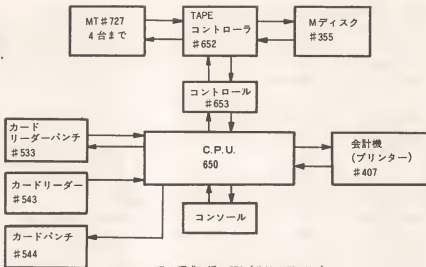 MT#727
4台まで
TAPE
コントローラ
#652
Mディスク
#355
コントロール
#653
カード
リーダーパンチ
#533
C.P.U.
650
会計機
(プリンター)
#407
カードリーダー
#543
コンソール
カードパンチ
#544